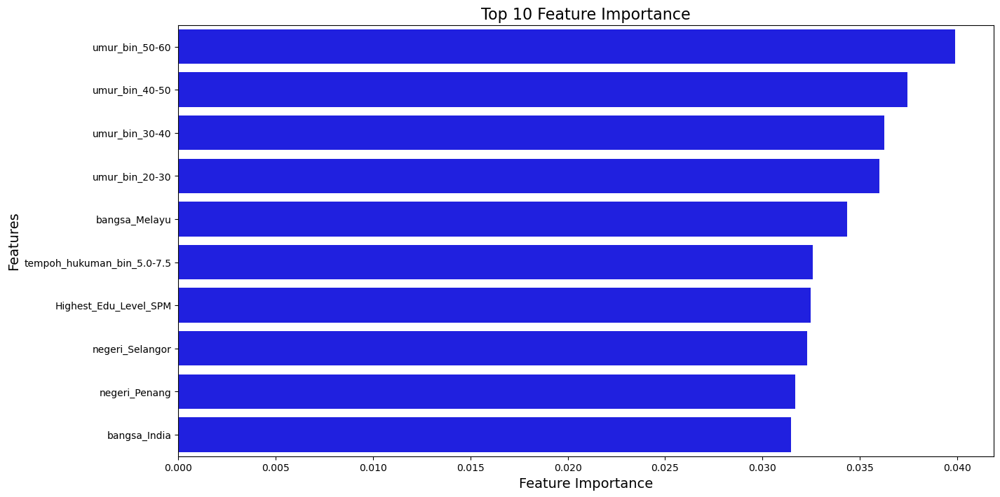 Top 10 Feature Importance
Features
umur_bin_50-60
umur_bin_40-50
umur_bin_30-40
umur_bin_20-30
bangsa_Melayu
tempoh_hukuman_bin_5.0-7.5
Highest_Edu_Level_SPM
negeri_Selangor
negeri_Penang
bangsa_India
0.000 0.005 0.010 0.015 0.020 0.025 0.030 0.035 0.040
Feature Importance